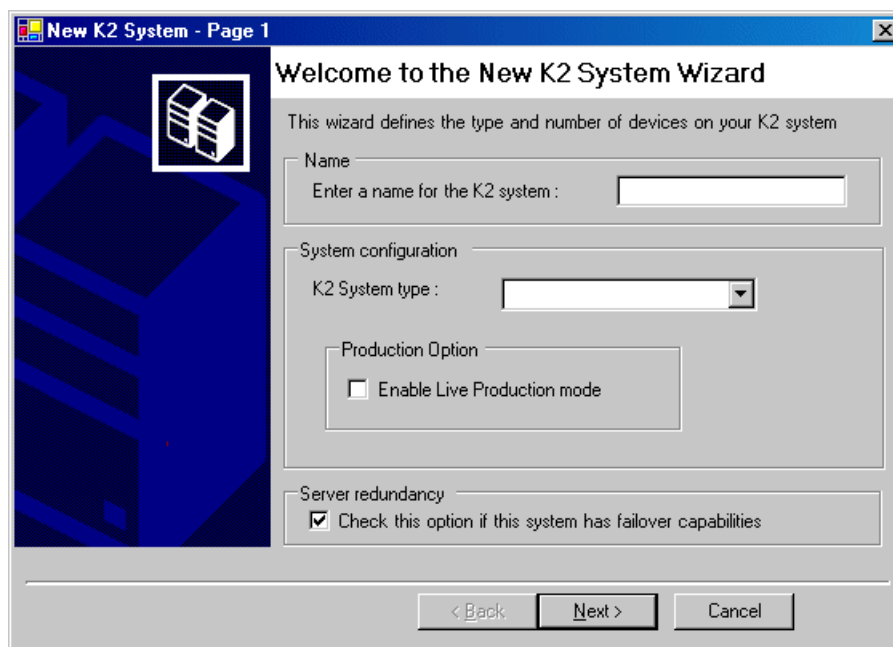 New K2 System - Page 1
Welcome to the New K2 System Wizard
This wizard defines the type and number of devices on your K2 system
Name
Enter a name for the K2 system :
System configuration
K2 System type :
Production Option
Enable Live Production mode
Server redundancy
Check this option if this system has failover capabilities
< Back
Next >
Cancel